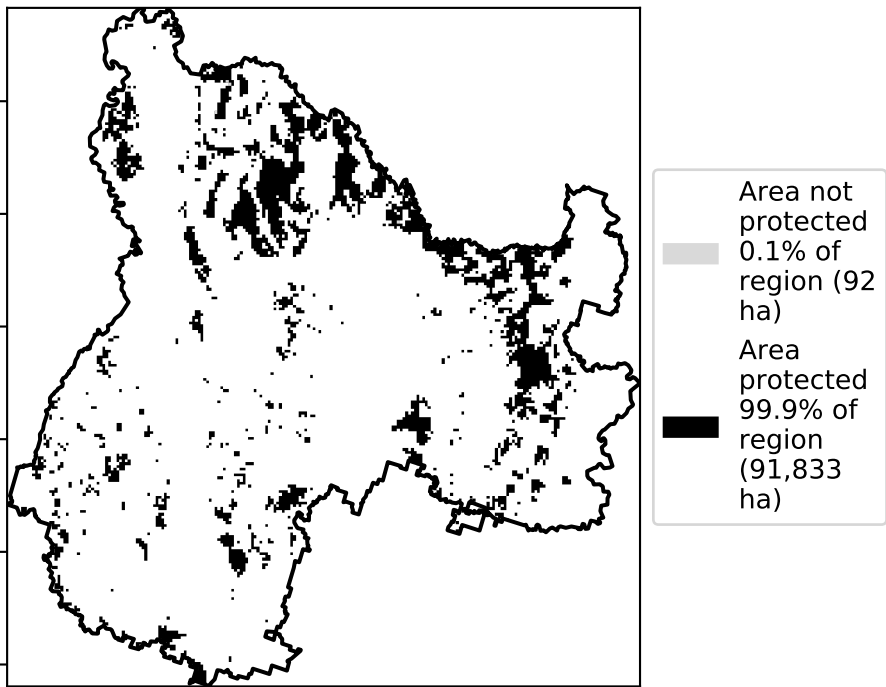 Area not
protected
0.1% of
region (92
ha)
Area
protected
99.9% of
region
(91,833
ha)